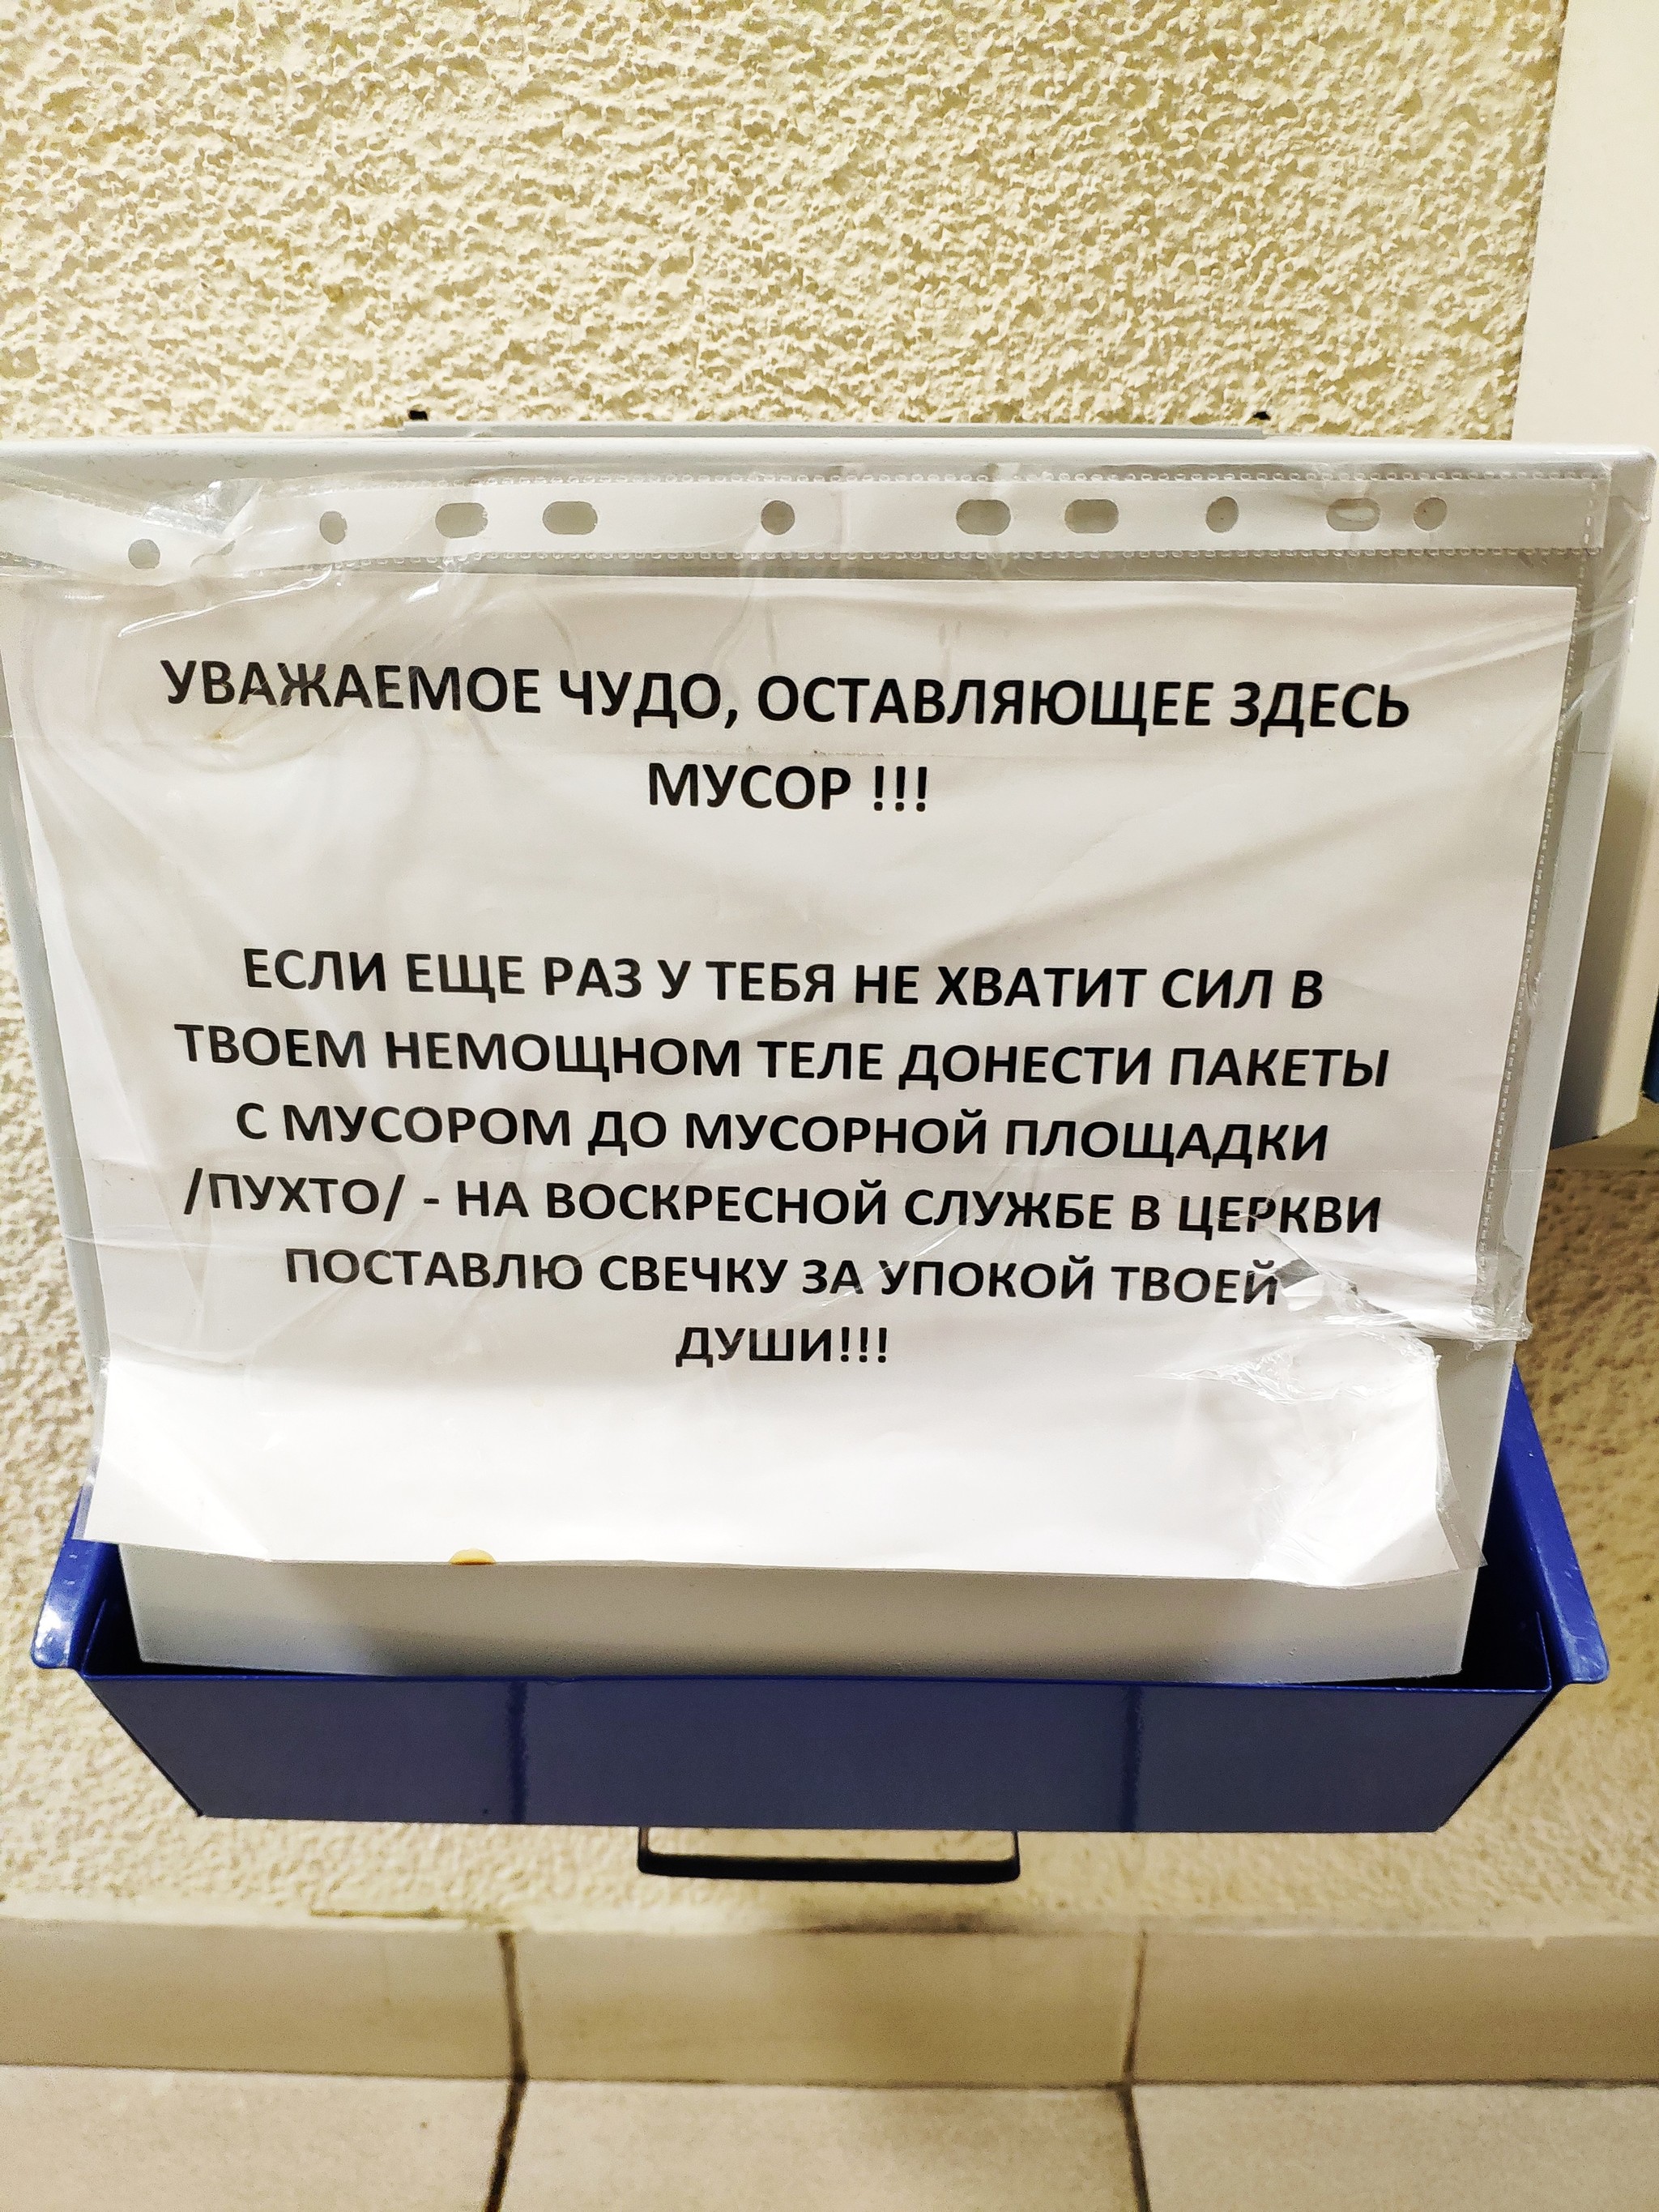 УВАЖАЕМОЕ ЧУДО, ОСТАВЛЯЮЩЕЕ ЗДЕСЬ
МУСОР !!!
ЕСЛИ ЕЩЕ РАЗ У ТЕБЯ НЕ ХВАТИТ СИЛ В
ТВОЕМ НЕМОЩНОМ ТЕЛЕ ДОНЕСТИ ПАКЕТЫ
С МУСОРОМ ДО МУСОРНОЙ ПЛОЩАДКИ
/ПУХТО/ - НА ВОСКРЕСНОЙ СЛУЖБЕ В ЦЕРКВИ
ПОСТАВЛЮ СВЕЧКУ ЗА УПОКОЙ ТВОЕЙ
ДУШИ!!!